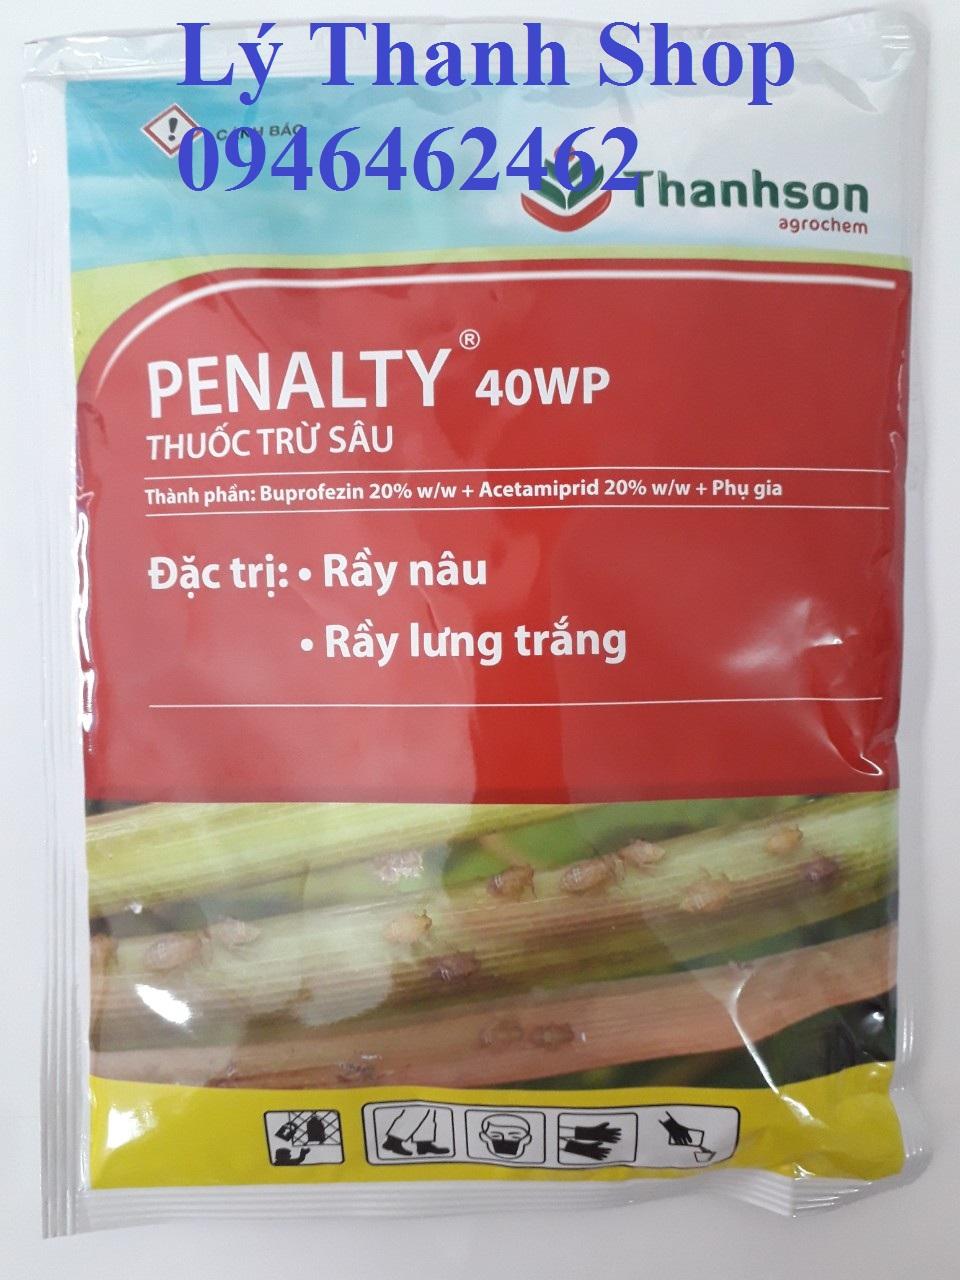 Lý Thanh Shop
0946462462
CẢNH BÁO
Thanhson
agrochem
PENALTY® 40WP
THUỐC TRỪ SÂU
Thành phần: Buprofezin 20% w/w + Acetamiprid 20% w/w + Phụ gia
Đặc trị: • Rầy nâu
• Rầy lưng trắng